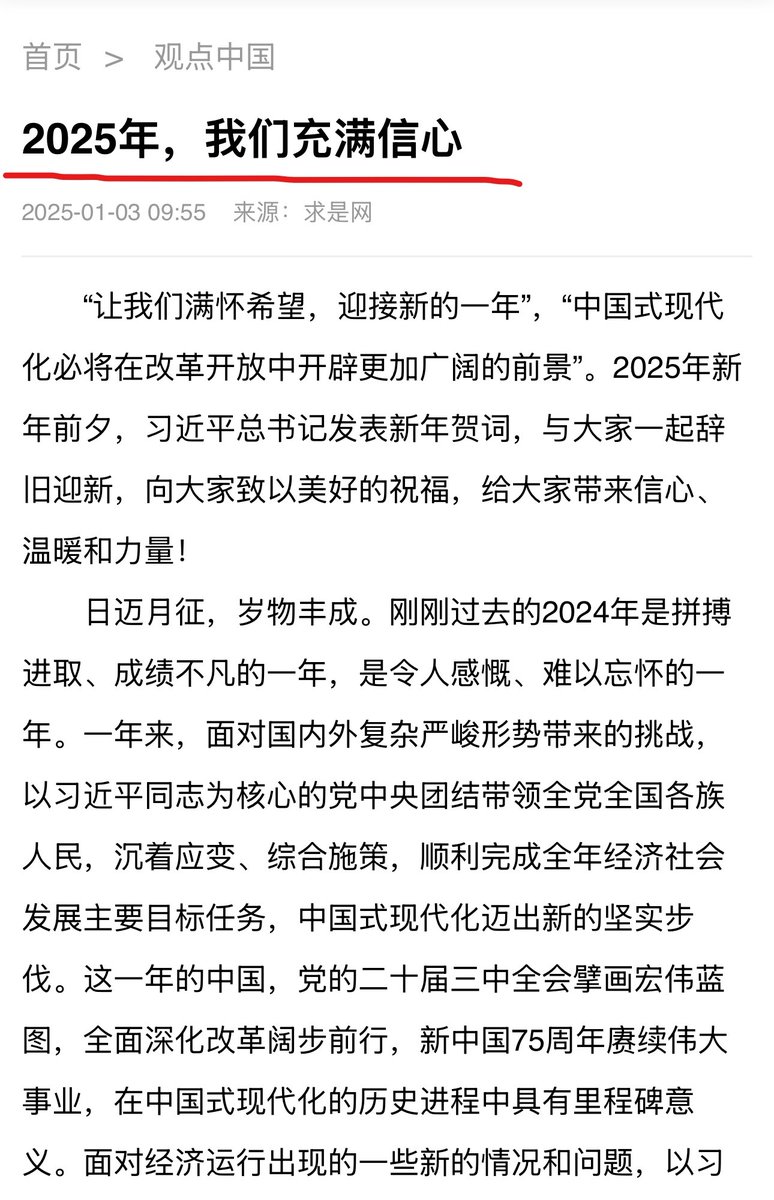 首页 > 观点中国
2025年，我们充满信心
2025-01-03 09:55 来源：求是网
“让我们满怀希望，迎接新的一年”，“中国式现代
化必将在改革开放中开辟更加广阔的前景”。2025年新
年前夕，习近平总书记发表新年贺词，与大家一起辞
旧迎新，向大家致以美好的祝福，给大家带来信心、
温暖和力量！
日迈月征，岁物丰成。刚刚过去的2024年是拼搏
进取、成绩不凡的一年，是令人感慨、难以忘怀的一
年。一年来，面对国内外复杂严峻形势带来的挑战，
以习近平同志为核心的党中央团结带领全党全国各族
人民，沉着应变、综合施策，顺利完成全年经济社会
发展主要目标任务，中国式现代化迈出新的坚实步
伐。这一年的中国，党的二十届三中全会擘画宏伟蓝
图，全面深化改革阔步前行，新中国75周年赓续伟大
事业，在中国式现代化的历史进程中具有里程碑意
义。面对经济运行出现的一些新的情况和问题，以习